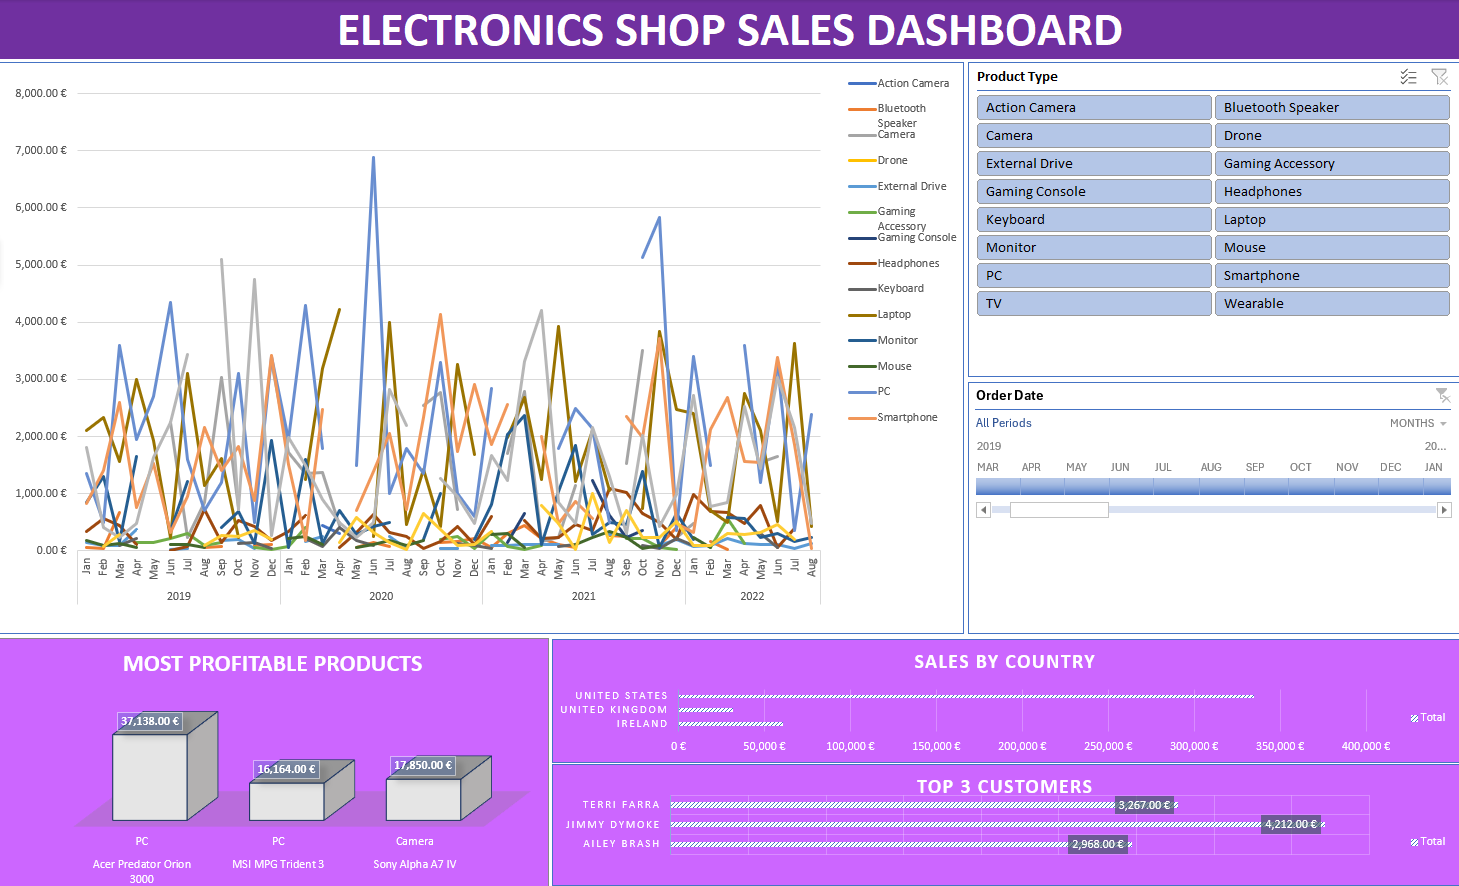 ELECTRONICS SHOP SALES DASHBOARD
8,000.00 €
7,000.00 €
6,000.00 €
5,000.00 €
4,000.00 €
3,000.00 €
2,000.00 €
1,000.00 €
0.00 €
Jan Feb Mar Apr May Jun Jul Aug Sep Oct Nov Dec Jan Feb Mar Apr May Jun Jul Aug Sep Oct Nov Dec Jan Feb Mar Apr May Jun Jul Aug Sep Oct Nov Dec Jan Feb Mar Apr May Jun Jul Aug
2019 2020 2021 2022
Action Camera
Bluetooth
Speaker
Camera
Drone
External Drive
Gaming
Accessory
Gaming Console
Headphones
Keyboard
Laptop
Monitor
Mouse
PC
Smartphone
Product Type
Action Camera Bluetooth Speaker
Camera Drone
External Drive Gaming Accessory
Gaming Console Headphones
Keyboard Laptop
Monitor Mouse
PC Smartphone
TV Wearable
Order Date
All Periods MONTHS
2019 20...
MAR APR MAY JUN JUL AUG SEP OCT NOV DEC JAN
MOST PROFITABLE PRODUCTS
37,138.00 €
16,164.00 €
17,850.00 €
PC PC Camera
Acer Predator Orion MSI MPG Trident 3 Sony Alpha A7 IV
3000
SALES BY COUNTRY
UNITED STATES
UNITED KINGDOM
IRELAND
0 € 50,000 € 100,000 € 150,000 € 200,000 € 250,000 € 300,000 € 350,000 € 400,000 €
Total
TOP 3 CUSTOMERS
TERRI FARRA 3,267.00 €
JIMMY DYMOKE 4,212.00 €
AILEY BRASH 2,968.00 €
Total